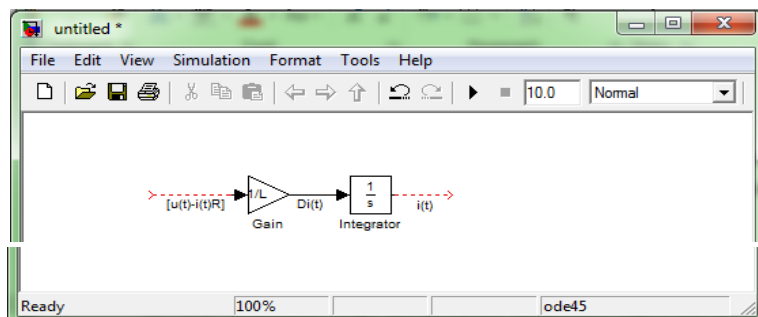 untitled *
File Edit View Simulation Format Tools Help
10.0 Normal
[u(t)-i(t)R] 1/L Di(t) 1/s i(t)
Gain Integrator
Ready 100% ode45